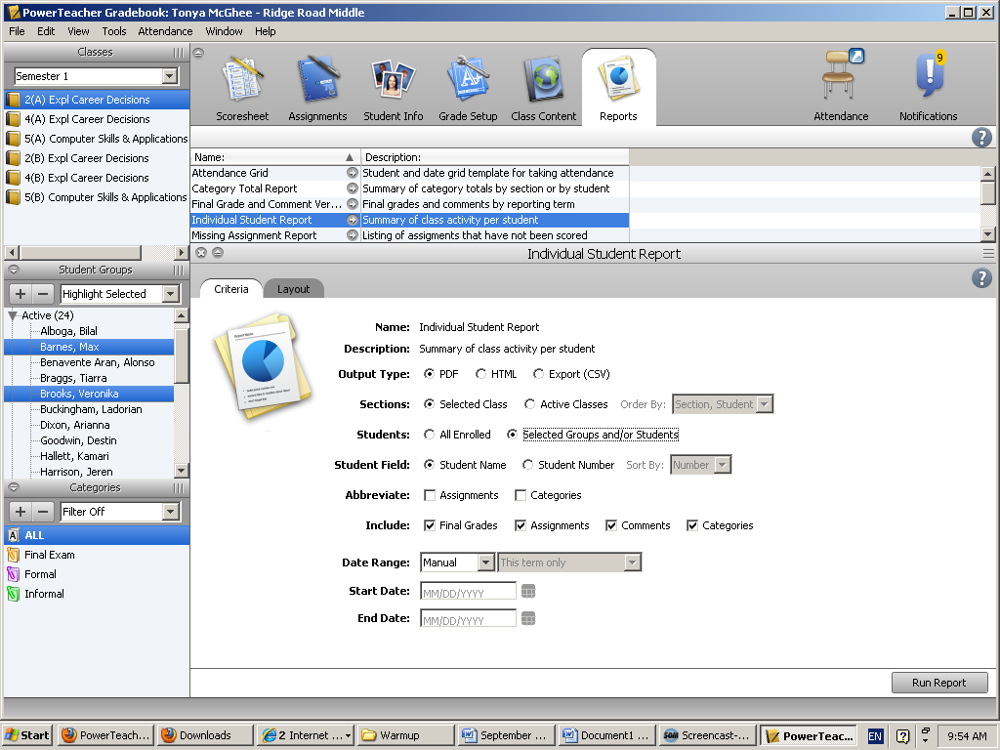 PowerTeacher Gradebook: Tonya McGhee - Ridge Road Middle
File Edit View Tools Attendance Window Help
Classes
Semester 1
2(A) Expl Career Decisions
4(A) Expl Career Decisions
5(A) Computer Skills & Applications
2(B) Expl Career Decisions
4(B) Expl Career Decisions
5(B) Computer Skills & Applications
Student Groups
Highlight Selected
Active (24)
Alboga, Bilal
Barnes, Max
Benavente Aran, Alonso
Braggs, Tiarra
Brooks, Veronika
Buckingham, Ladorian
Dixon, Arianna
Goodwin, Destin
Hallett, Kamari
Harrison, Jeren
Categories
Filter Off
ALL
Final Exam
Formal
Informal
Scoresheet Assignments Student Info Grade Setup Class Content Reports Attendance Notifications
9
Name: Description:
Attendance Grid Student and date grid template for taking attendance
Category Total Report Summary of category totals by section or by student
Final Grade and Comment Ver... Final grades and comments by reporting term
Individual Student Report Summary of class activity per student
Missing Assignment Report Listing of assigments that have not been scored
Individual Student Report
Criteria Layout
Name: Individual Student Report
Description: Summary of class activity per student
Output Type: PDF HTML Export (CSV)
Sections: Selected Class Active Classes Order By: Section, Student
Students: All Enrolled Selected Groups and/or Students
Student Field: Student Name Student Number Sort By: Number
Abbreviate: Assignments Categories
Include: Final Grades Assignments Comments Categories
Date Range: Manual This term only
Start Date: MM/DD/YYYY
End Date: MM/DD/YYYY
Run Report
Start PowerTeach... Downloads 2 Internet ... Warmup September ... Document1 ... Screencast-... PowerTeac... EN 9:54 AM